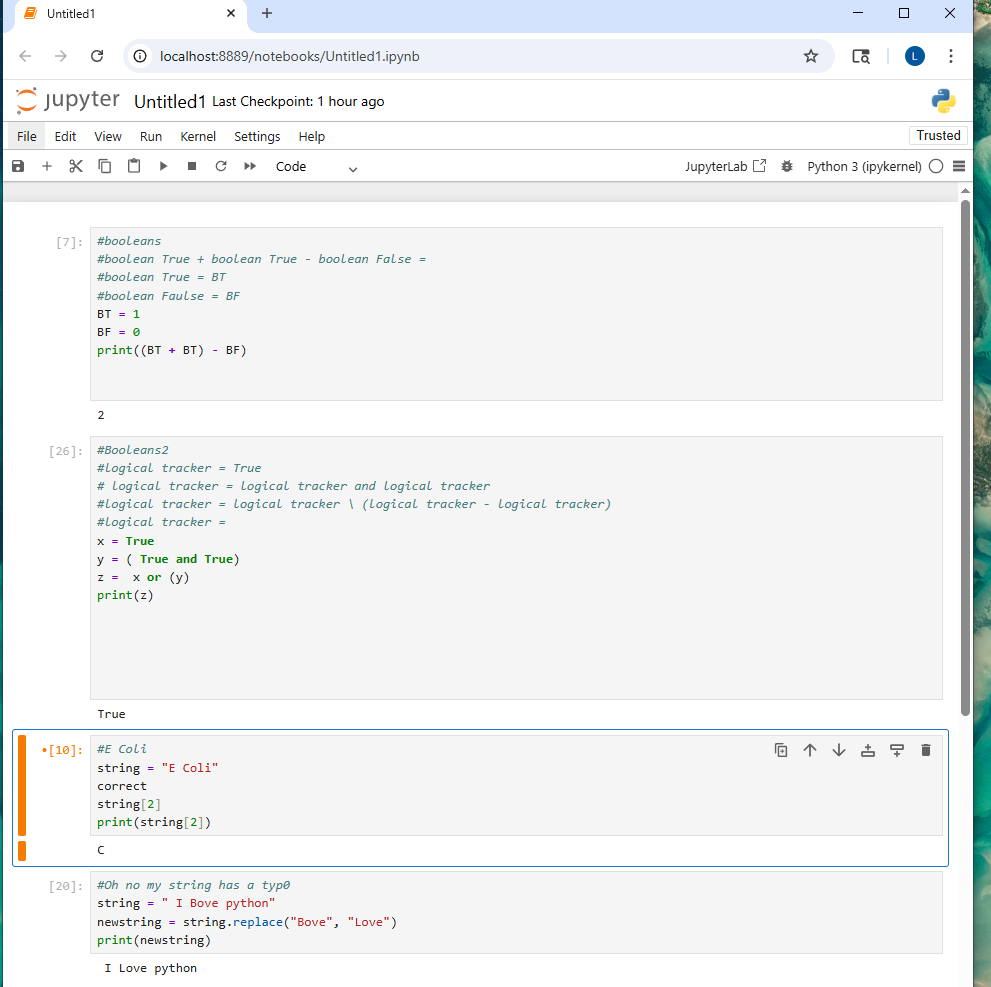 Untitled1
localhost:8889/notebooks/Untitled1.ipynb
L
jupyter Untitled1 Last Checkpoint: 1 hour ago
File Edit View Run Kernel Settings Help Trusted
Code JupyterLab Python 3 (ipykernel)
[7]: #booleans
#boolean True + boolean True - boolean False =
#boolean True = BT
#boolean Faulse = BF
BT = 1
BF = 0
print((BT + BT) - BF)
2
[26]: #Booleans2
#logical tracker = True
# logical tracker = logical tracker and logical tracker
#logical tracker = logical tracker \ (logical tracker - logical tracker)
#logical tracker =
x = True
y = ( True and True)
z =  x or (y)
print(z)
True
•[10]: #E Coli
string = "E Coli"
correct
string[2]
print(string[2])
C
[20]: #Oh no my string has a typ0
string = " I Bove python"
newstring = string.replace("Bove", "Love")
print(newstring)
I Love python